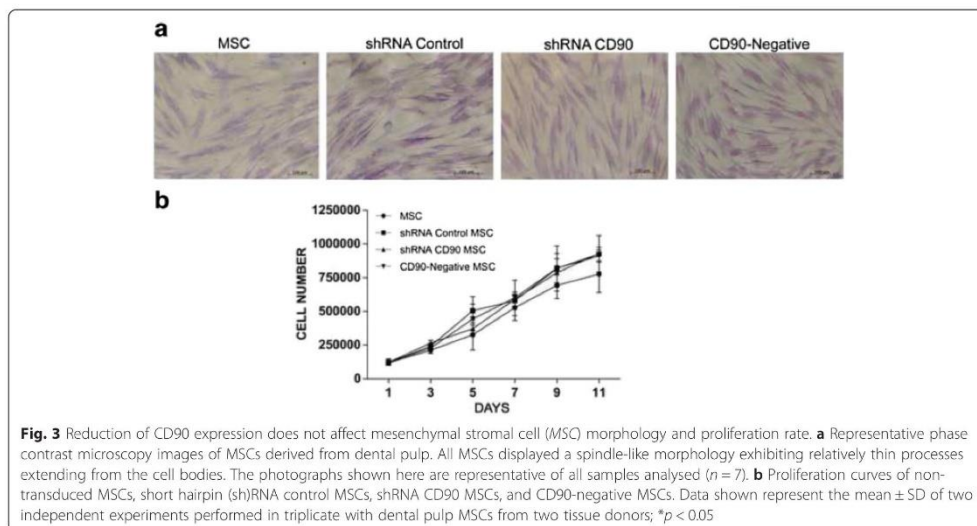 a
MSC shRNA Control shRNA CD90 CD90-Negative
b
1250000
1000000
750000
500000
250000
0
CELL NUMBER
MSC
shRNA Control MSC
shRNA CD90 MSC
CD90-Negative MSC
1 3 5 7 9 11
DAYS
Fig. 3 Reduction of CD90 expression does not affect mesenchymal stromal cell (MSC) morphology and proliferation rate. a Representative phase
contrast microscopy images of MSCs derived from dental pulp. All MSCs displayed a spindle-like morphology exhibiting relatively thin processes
extending from the cell bodies. The photographs shown here are representative of all samples analysed (n = 7). b Proliferation curves of non-
transduced MSCs, short hairpin (sh)RNA control MSCs, shRNA CD90 MSCs, and CD90-negative MSCs. Data shown represent the mean ± SD of two
independent experiments performed in triplicate with dental pulp MSCs from two tissue donors; *p < 0.05